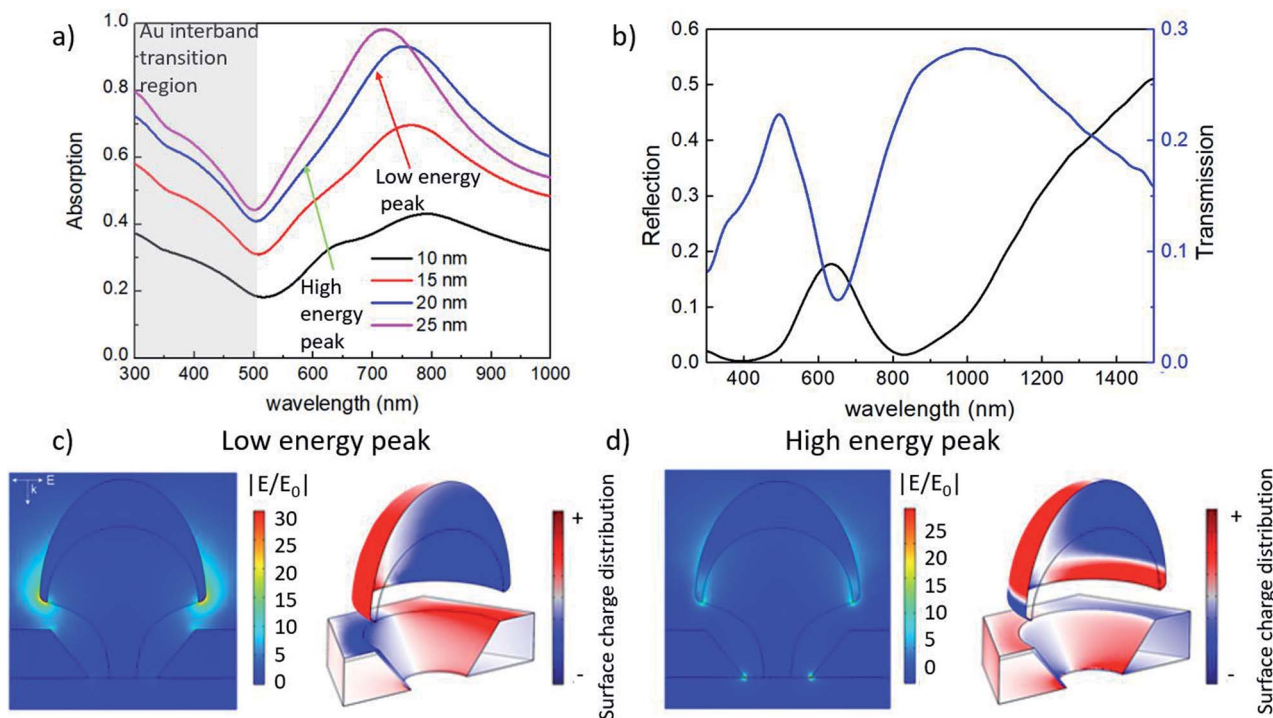 a)
Au interband
transition
region
1.0
0.8
0.6
0.4
0.2
0.0
Absorption
Low energy
peak
High
energy
peak
10 nm
15 nm
20 nm
25 nm
300 400 500 600 700 800 900 1000
wavelength (nm)
b)
0.6
0.5
0.4
0.3
0.2
0.1
0.0
Reflection
0.3
0.2
0.1
0.0
Transmission
400 600 800 1000 1200 1400
wavelength (nm)
c) Low energy peak
E
k
|E/E₀|
30
25
20
15
10
5
0
+
-
Surface charge distribution
d) High energy peak
|E/E₀|
25
20
15
10
5
0
+
-
Surface charge distribution